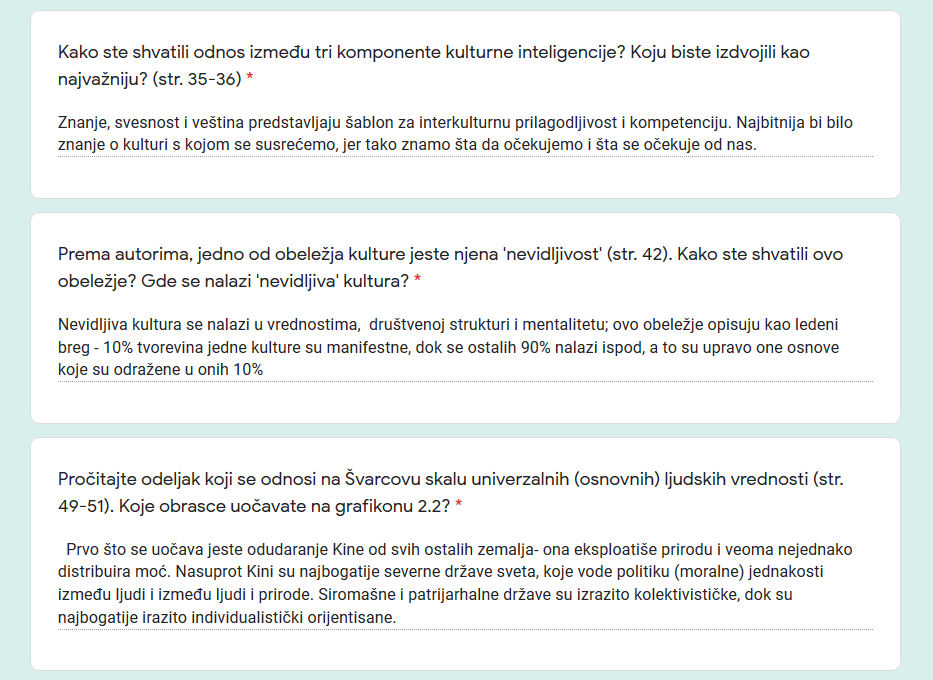 Kako ste shvatili odnos između tri komponente kulturne inteligencije? Koju biste izdvojili kao
najvažniju? (str. 35-36) *
Znanje, svesnost i veština predstavljaju šablon za interkulturnu prilagodljivost i kompetenciju. Najbitnija bi bilo
znanje o kulturi s kojom se susrećemo, jer tako znamo šta da očekujemo i šta se očekuje od nas.
Prema autorima, jedno od obeležja kulture jeste njena 'nevidljivost' (str. 42). Kako ste shvatili ovo
obeležje? Gde se nalazi 'nevidljiva' kultura? *
Nevidljiva kultura se nalazi u vrednostima,  društvenoj strukturi i mentalitetu; ovo obeležje opisuju kao ledeni
breg - 10% tvorevina jedne kulture su manifestne, dok se ostalih 90% nalazi ispod, a to su upravo one osnove
koje su odražene u onih 10%
Pročitajte odeljak koji se odnosi na Švarcovu skalu univerzalnih (osnovnih) ljudskih vrednosti (str.
49-51). Koje obrasce uočavate na grafikonu 2.2? *
Prvo što se uočava jeste odudaranje Kine od svih ostalih zemalja- ona eksploatiše prirodu i veoma nejednako
distribuira moć. Nasuprot Kini su najbogatije severne države sveta, koje vode politiku (moralne) jednakosti
između ljudi i između ljudi i prirode. Siromašne i patrijarhalne države su izrazito kolektivističke, dok su
najbogatije irazito individualistički orijentisane.